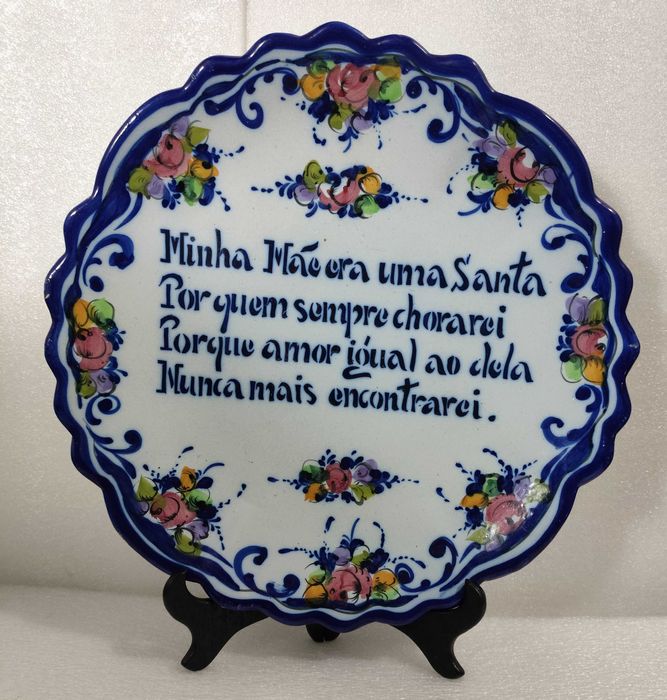 Minha Mãe era uma Santa
Por quem sempre chorarei
Porque amor igual ao dela
Nunca mais encontrarei.